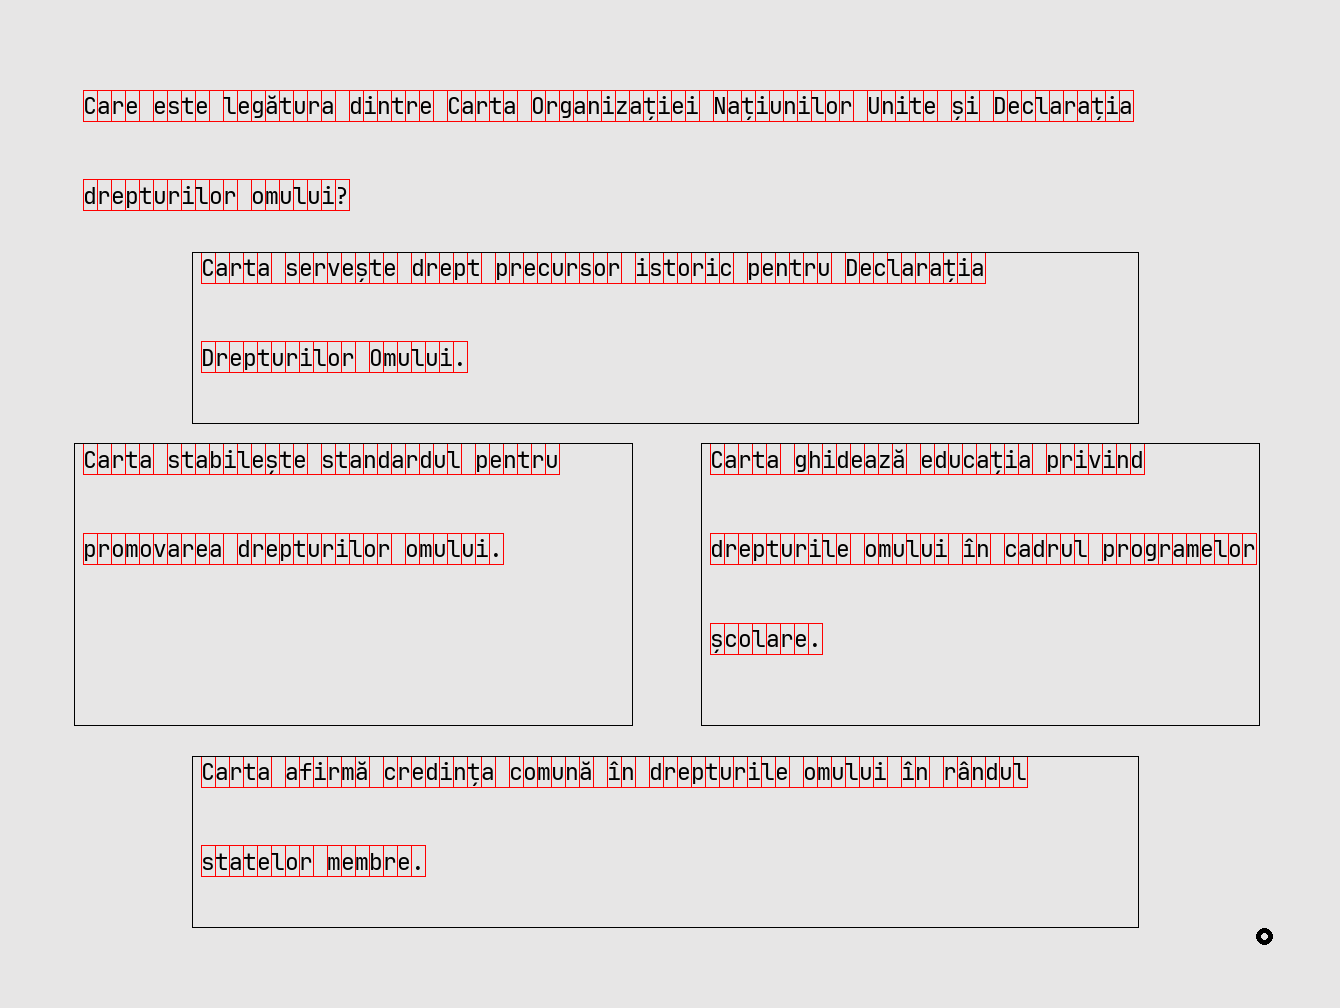 Care este legătura dintre Carta Organizației Națiunilor Unite și Declarația
drepturilor omului?
Carta servește drept precursor istoric pentru Declarația
Drepturilor Omului.
Carta stabilește standardul pentru
promovarea drepturilor omului.
Carta ghidează educația privind
drepturile omului în cadrul programelor
școlare.
Carta afirmă credința comună în drepturile omului în rândul
statelor membre.